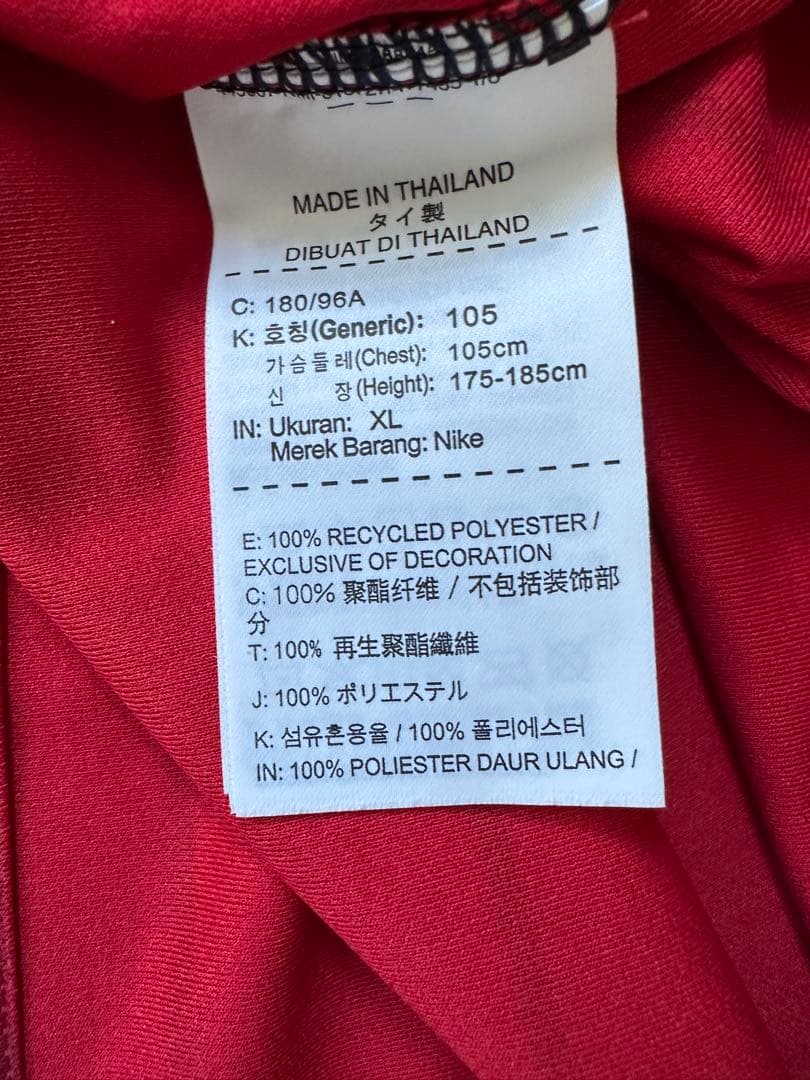 MADE IN THAILAND
タイ製
DIBUAT DI THAILAND
C: 180/96A
K: 호칭(Generic): 105
가슴둘레(Chest): 105cm
신 장(Height): 175-185cm
IN: Ukuran: XL
Merek Barang: Nike
E: 100% RECYCLED POLYESTER /
EXCLUSIVE OF DECORATION
C: 100% 聚酯纤维 / 不包括装饰部
分
T: 100% 再生聚酯纖維
J: 100% ポリエステル
K: 섬유혼용율 / 100% 폴리에스터
IN: 100% POLIESTER DAUR ULANG /